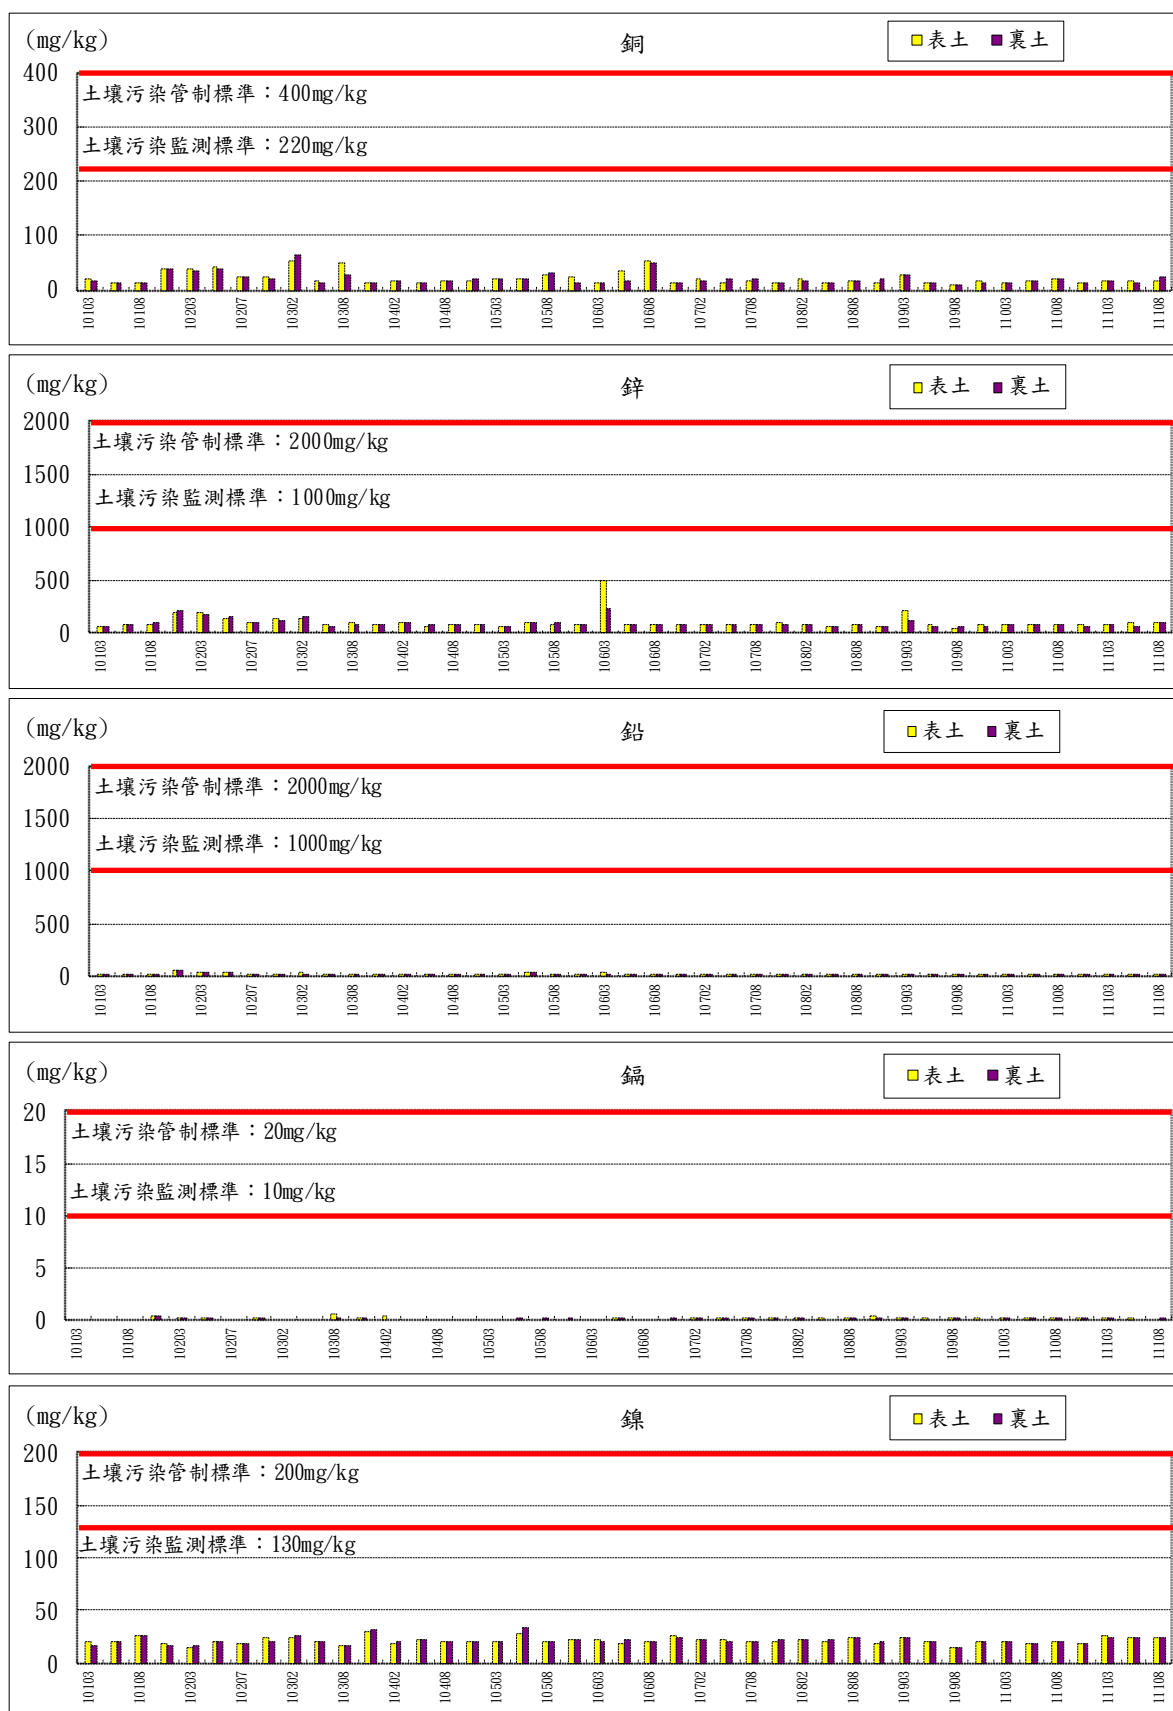 (mg/kg)
銅
表土 裏土
400
土壤污染管制標準：400mg/kg
300
土壤污染監測標準：220mg/kg
200
100
0
10103 10108 10203 10207 10302 10308 10402 10408 10503 10508 10603 10608 10702 10708 10802 10808 10903 10908 11003 11008 11103 11108
(mg/kg)
鋅
表土 裏土
2000
土壤污染管制標準：2000mg/kg
1500
土壤污染監測標準：1000mg/kg
1000
500
0
10103 10108 10203 10207 10302 10308 10402 10408 10503 10508 10603 10608 10702 10708 10802 10808 10903 10908 11003 11008 11103 11108
(mg/kg)
鉛
表土 裏土
2000
土壤污染管制標準：2000mg/kg
1500
土壤污染監測標準：1000mg/kg
1000
500
0
10103 10108 10203 10207 10302 10308 10402 10408 10503 10508 10603 10608 10702 10708 10802 10808 10903 10908 11003 11008 11103 11108
(mg/kg)
鎘
表土 裏土
20
土壤污染管制標準：20mg/kg
15
土壤污染監測標準：10mg/kg
10
5
0
10103 10108 10203 10207 10302 10308 10402 10408 10503 10508 10603 10608 10702 10708 10802 10808 10903 10908 11003 11008 11103 11108
(mg/kg)
鎳
表土 裏土
200
土壤污染管制標準：200mg/kg
150
土壤污染監測標準：130mg/kg
100
50
0
10103 10108 10203 10207 10302 10308 10402 10408 10503 10508 10603 10608 10702 10708 10802 10808 10903 10908 11003 11008 11103 11108